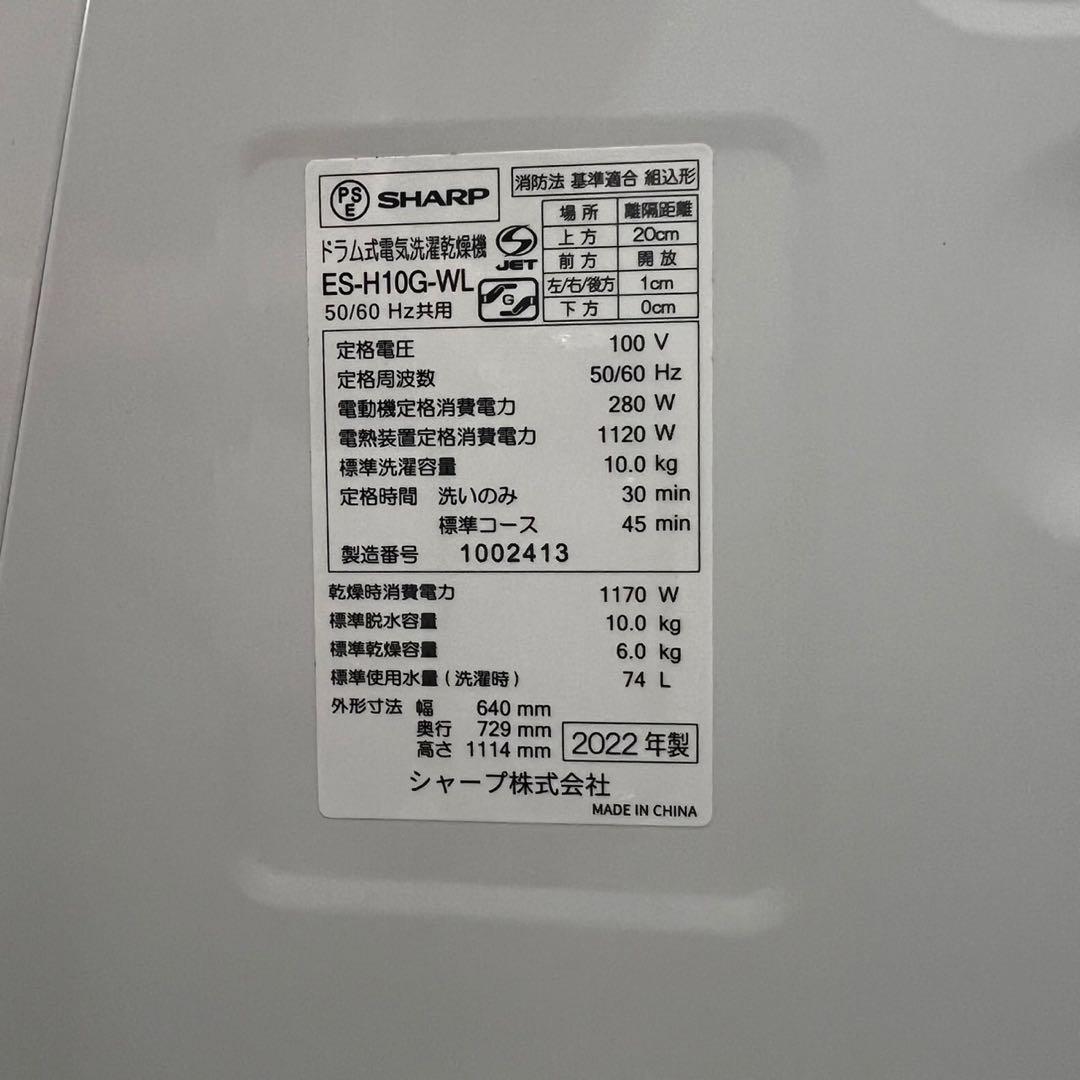 PSE SHARP
ドラム式電気洗濯乾燥機
JET
ES-H10G-WL
G
50/60 Hz共用
消防法 基準適合 組込形
場所 離隔距離
上方 20cm
前方 開放
左/右/後方 1cm
下方 0cm
定格電圧 100 V
定格周波数 50/60 Hz
電動機定格消費電力 280 W
電熱装置定格消費電力 1120 W
標準洗濯容量 10.0 kg
定格時間 洗いのみ 30 min
標準コース 45 min
製造番号 1002413
乾燥時消費電力 1170 W
標準脱水容量 10.0 kg
標準乾燥容量 6.0 kg
標準使用水量(洗濯時) 74 L
外形寸法 幅 640 mm
奥行 729 mm
高さ 1114 mm
2022年製
シャープ株式会社
MADE IN CHINA